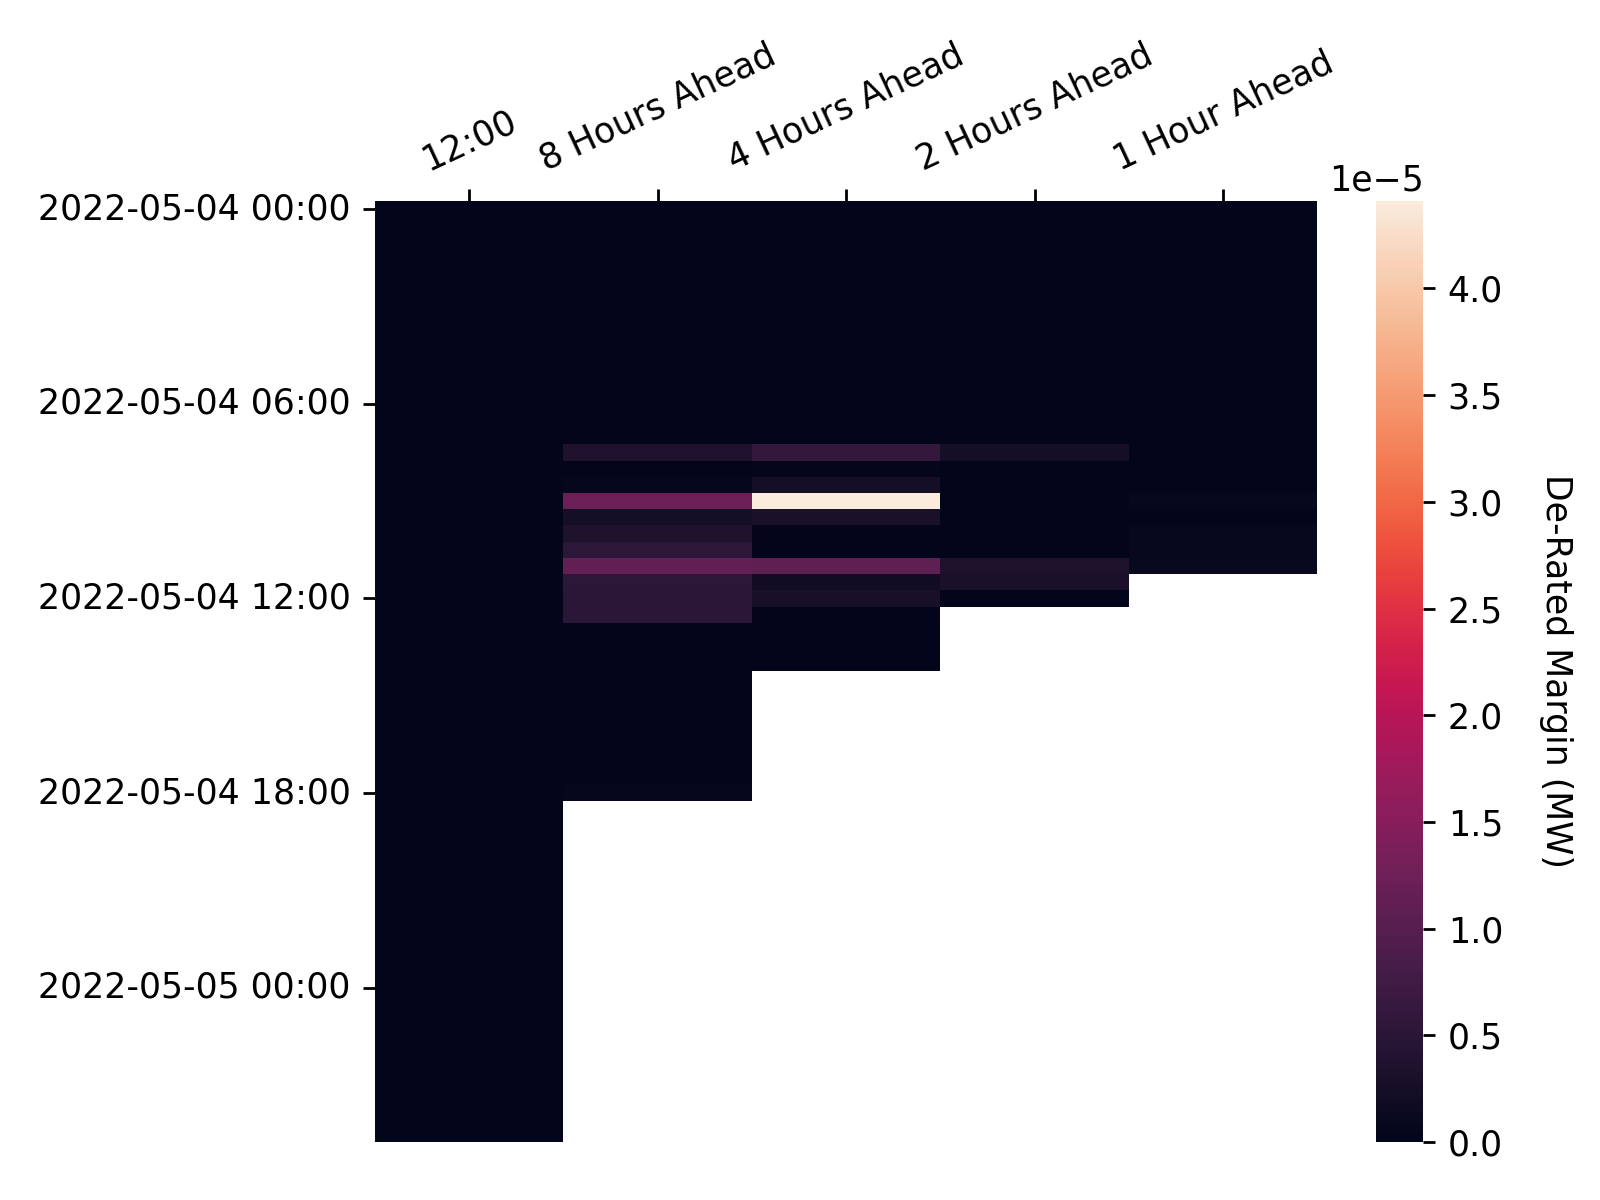 12:00
8 Hours Ahead
4 Hours Ahead
2 Hours Ahead
1 Hour Ahead
1e−5
2022-05-04 00:00
2022-05-04 06:00
2022-05-04 12:00
2022-05-04 18:00
2022-05-05 00:00
4.0
3.5
3.0
2.5
2.0
1.5
1.0
0.5
0.0
De-Rated Margin (MW)